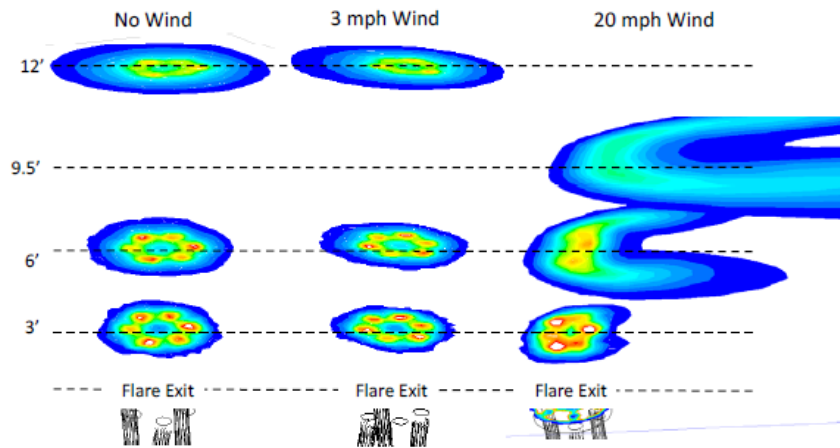 No Wind 3 mph Wind 20 mph Wind
12’
9.5’
6’
3’
Flare Exit Flare Exit Flare Exit